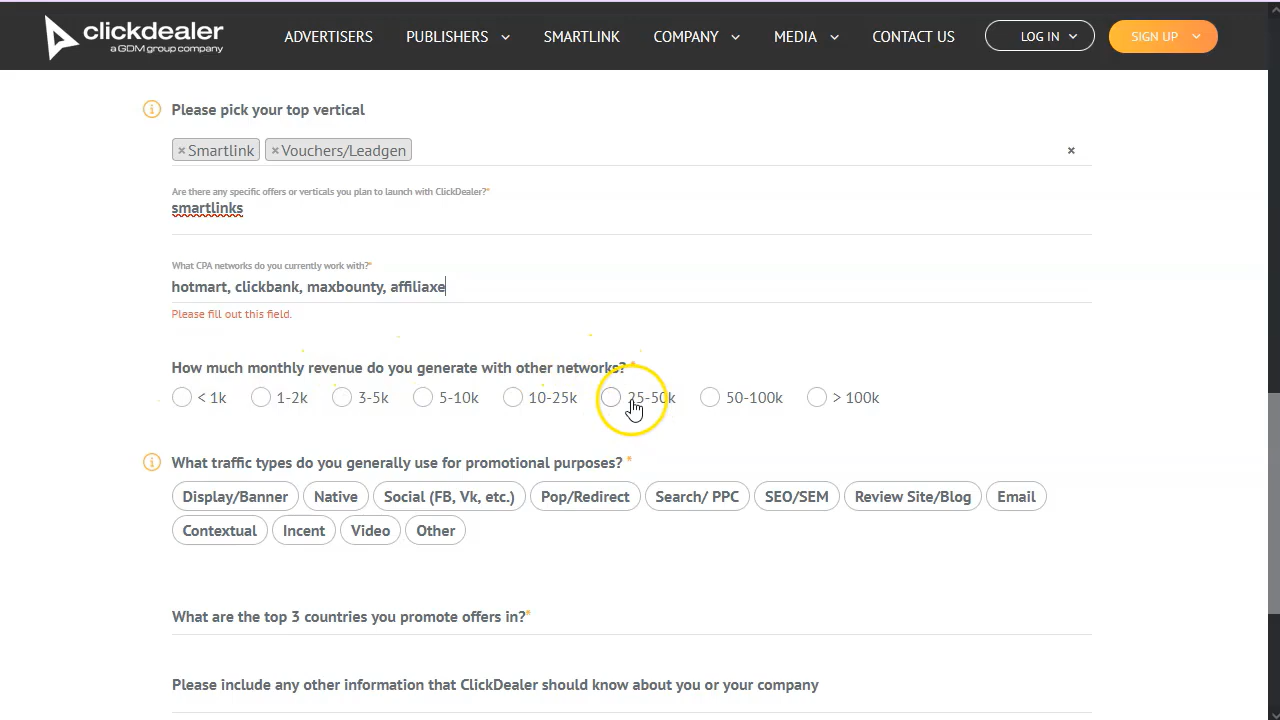 clickdealer
a GDM group company
ADVERTISERS PUBLISHERS SMARTLINK COMPANY MEDIA CONTACT US LOG IN SIGN UP
Please pick your top vertical
× Smartlink × Vouchers/Leadgen ×
Are there any specific offers or verticals you plan to launch with ClickDealer?*
smartlinks
What CPA networks do you currently work with?*
hotmart, clickbank, maxbounty, affiliaxe
Please fill out this field.
How much monthly revenue do you generate with other networks? *
< 1k 1-2k 3-5k 5-10k 10-25k 25-50k 50-100k > 100k
What traffic types do you generally use for promotional purposes? *
Display/Banner Native Social (FB, Vk, etc.) Pop/Redirect Search/ PPC SEO/SEM Review Site/Blog Email
Contextual Incent Video Other
What are the top 3 countries you promote offers in?*
Please include any other information that ClickDealer should know about you or your company